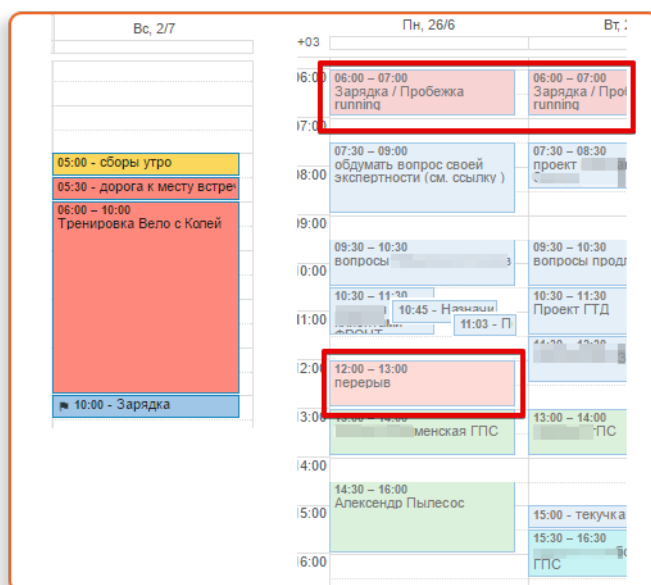 Вс, 2/7
05:00 - сборы утро
05:30 - дорога к месту встреч
06:00 – 10:00
Тренировка Вело с Колей
10:00 - Зарядка
Пн, 26/6
Вт, 2
+03
06:00
07:00
08:00
09:00
10:00
11:00
12:00
13:00
14:00
15:00
16:00
06:00 – 07:00
Зарядка / Пробежка
running
07:30 – 09:00
обдумать вопрос своей
экспертности (см. ссылку )
09:30 – 10:30
вопросы
10:30 – 11:30
10:45 - Назначи
11:03 - П
ФРОНТ
12:00 – 13:00
перерыв
13:00 – 14:00
менская ГПС
14:30 – 16:00
Александр Пылесос
06:00 – 07:00
Зарядка / Проб
running
07:30 – 08:30
проект
09:30 – 10:30
вопросы продл
10:30 – 11:30
Проект ГТД
13:00 – 14:00
ГПС
15:00 - текучка
15:30 – 16:30
ГПС